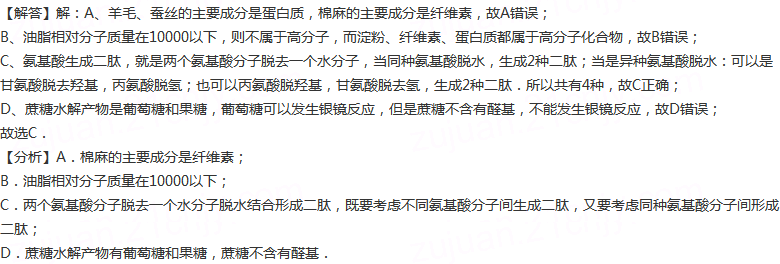 【解答】解：A、羊毛、蚕丝的主要成分是蛋白质，棉麻的主要成分是纤维素，故A错误；
B、油脂相对分子质量在10000以下，则不属于高分子，而淀粉、纤维素、蛋白质都属于高分子化合物，故B错误；
C、氨基酸生成二肽，就是两个氨基酸分子脱去一个水分子，当同种氨基酸脱水，生成2种二肽；当是异种氨基酸脱水：可以是
甘氨酸脱去羟基，丙氨酸脱氢；也可以丙氨酸脱羟基，甘氨酸脱去氢，生成2种二肽．所以共有4种，故C正确；
D、蔗糖水解产物是葡萄糖和果糖，葡萄糖可以发生银镜反应，但是蔗糖不含有醛基，不能发生银镜反应，故D错误；
故选C．
【分析】A．棉麻的主要成分是纤维素；
B．油脂相对分子质量在10000以下；
C．两个氨基酸分子脱去一个水分子脱水结合形成二肽，既要考虑不同氨基酸分子间生成二肽，又要考虑同种氨基酸分子间形成
二肽；
D．蔗糖水解产物有葡萄糖和果糖，蔗糖不含有醛基．